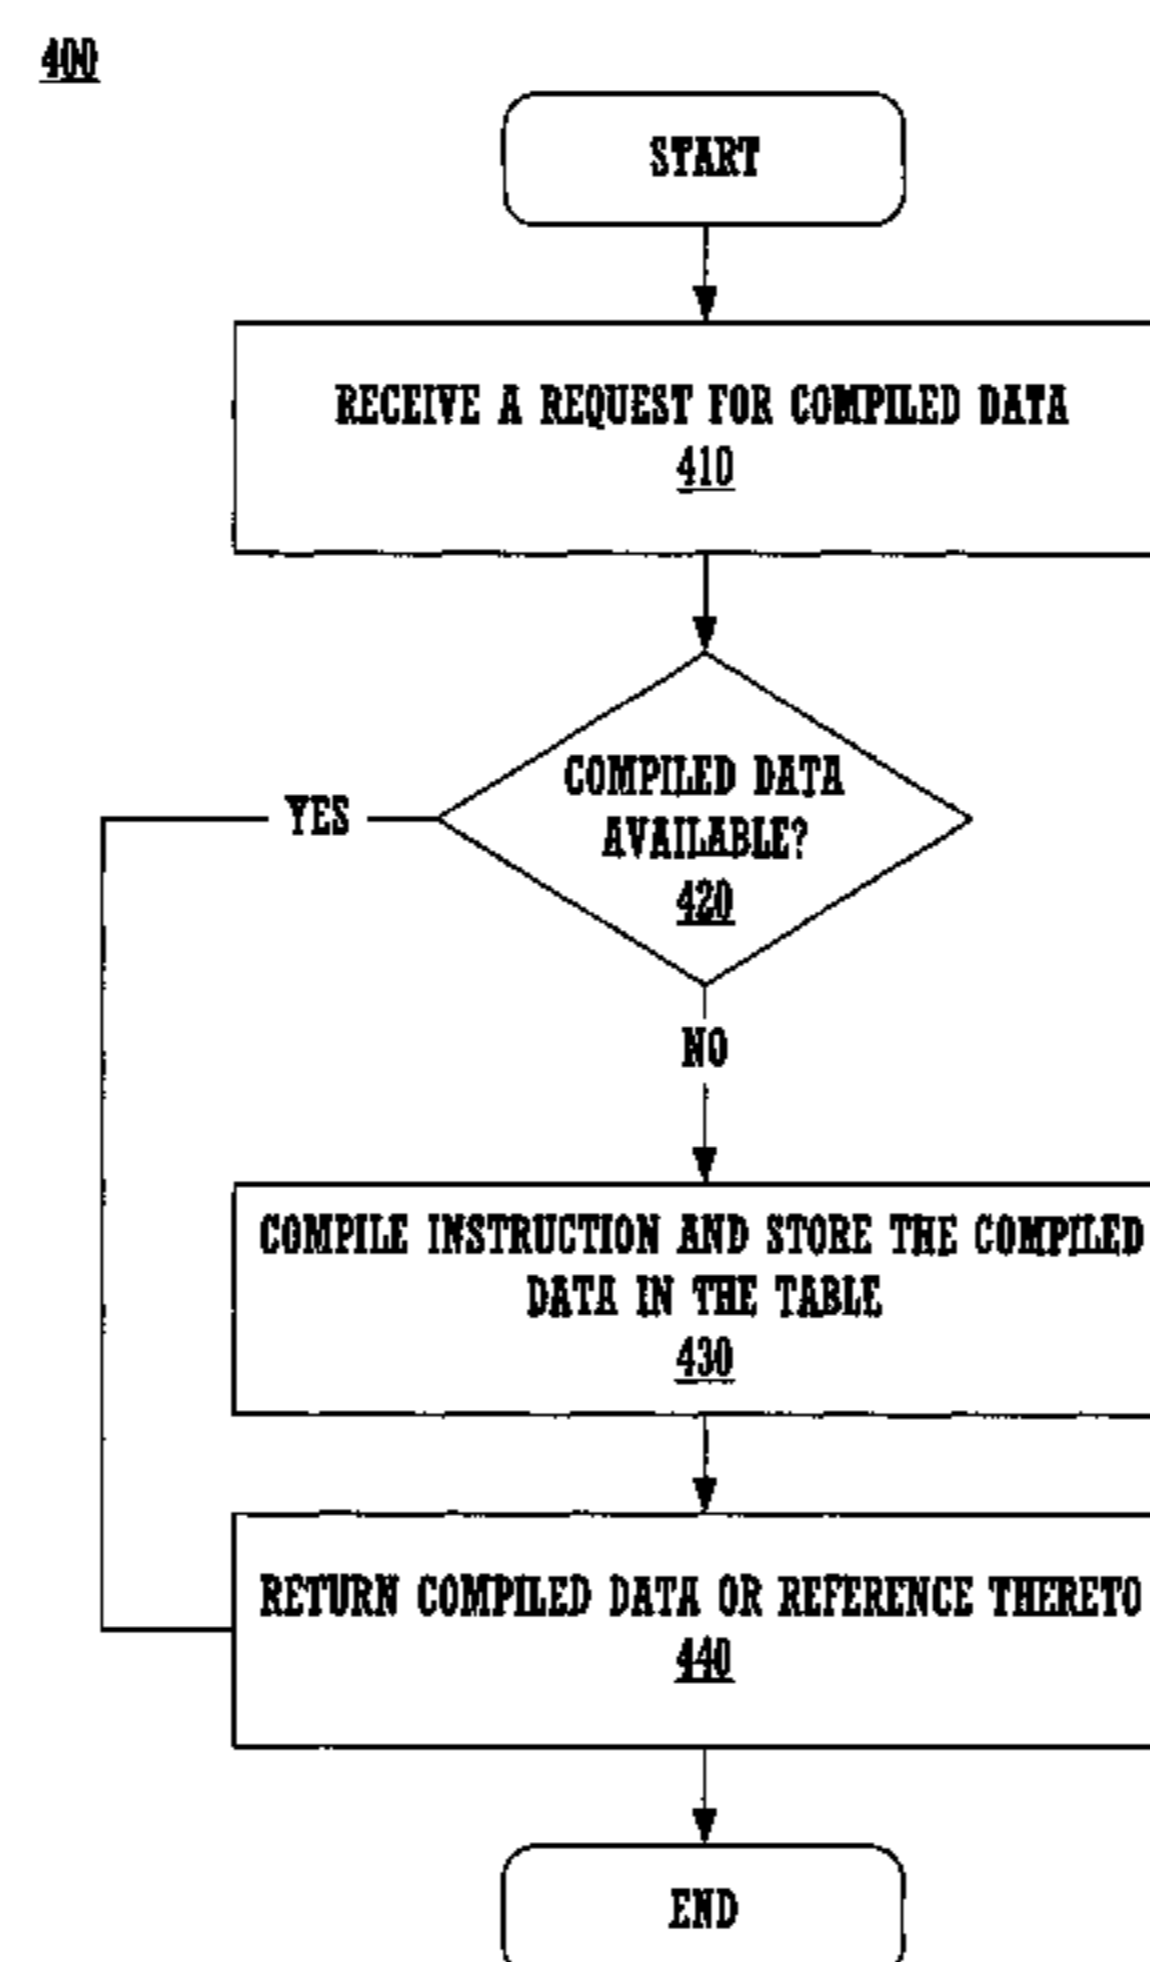 400
START
RECEIVE A REQUEST FOR COMPILED DATA
410
COMPILED DATA
AVAILABLE?
420
YES
NO
COMPILE INSTRUCTION AND STORE THE COMPILED
DATA IN THE TABLE
430
RETURN COMPILED DATA OR REFERENCE THERETO
440
END